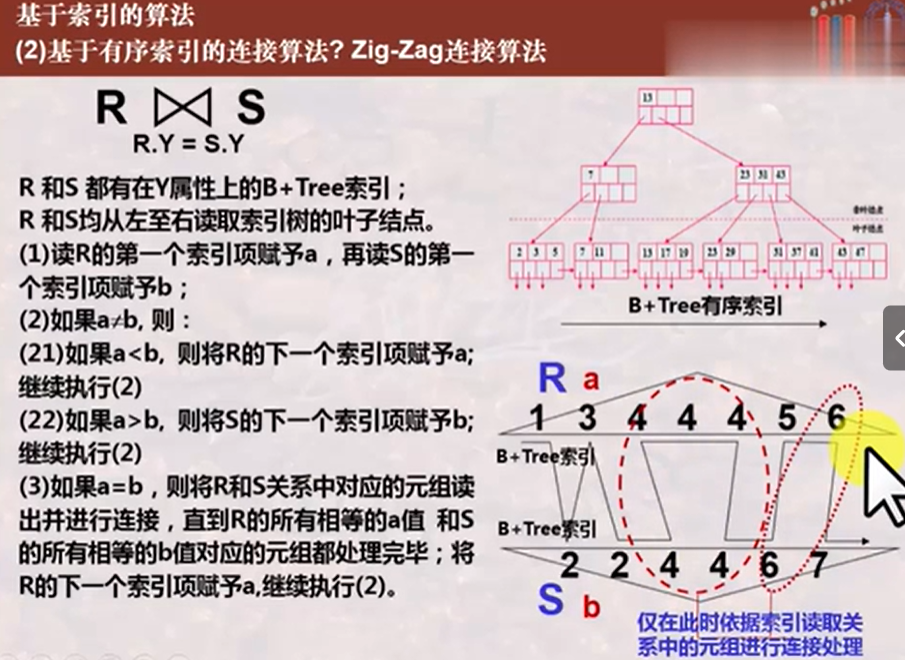 基于索引的算法
(2)基于有序索引的连接算法? Zig-Zag连接算法
R ⋈ S
R.Y = S.Y
R 和S 都有在Y属性上的B+Tree索引；
R 和S均从左至右读取索引树的叶子结点。
(1)读R的第一个索引项赋予a，再读S的第一
个索引项赋予b；
(2)如果a≠b, 则：
(21)如果a<b, 则将R的下一个索引项赋予a;
继续执行(2)
(22)如果a>b, 则将S的下一个索引项赋予b;
继续执行(2)
(3)如果a=b，则将R和S关系中对应的元组读
出并进行连接，直到R的所有相等的a值 和S
的所有相等的b值对应的元组都处理完毕；将
R的下一个索引项赋予a,继续执行(2)。
13
7
23 31 43
非叶结点
叶子结点
2 3 5
7 11
13 17 19
23 29
31 37 41
43 47
B+Tree有序索引
R a
1 3 4 4 4 5 6
B+Tree索引
B+Tree索引
2 2 4 4 6 7
S b
仅在此时依据索引读取关
系中的元组进行连接处理